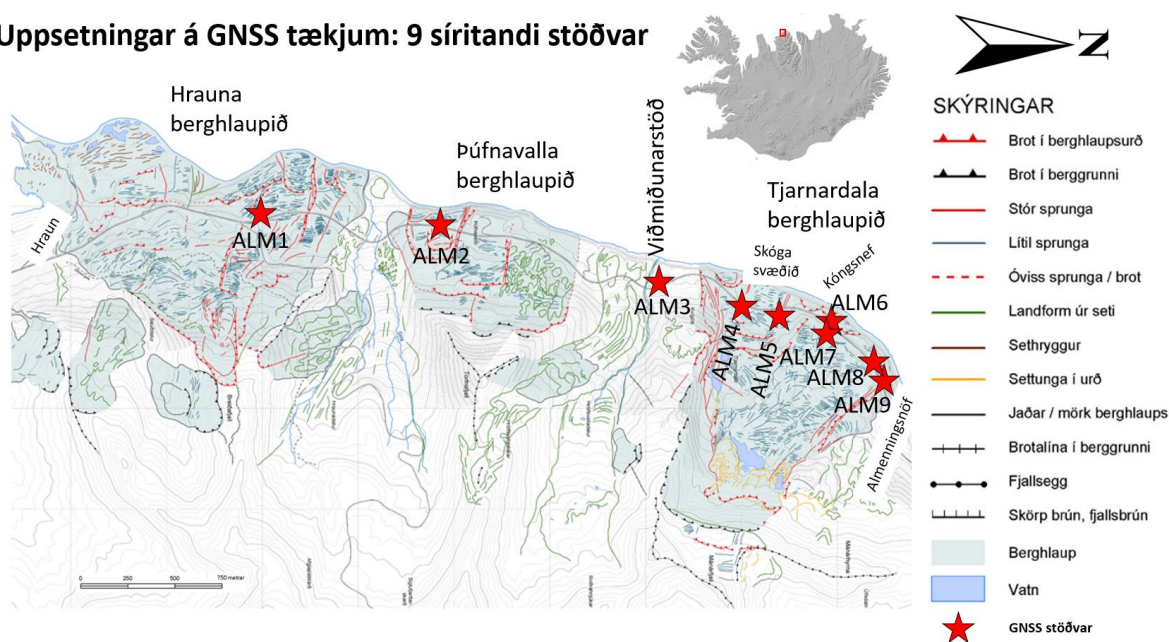 Uppsetningar á GNSS tækjum: 9 síritandi stöðvar
Hrauna
berghlaupið
Þúfnavalla
berghlaupið
Viðmiðunarstöð
Tjarnardala
berghlaupið
Skóga
svæðið
Kóngsnef
Hraun
ALM1
ALM2
ALM3
ALM4
ALM5
ALM6
ALM7
ALM8
ALM9
Almenningsnöf
0 250 500 750 metrar
N
SKÝRINGAR
Brot í berghlaupsurð
Brot í berggrunni
Stór sprunga
Lítil sprunga
Óviss sprunga / brot
Landform úr seti
Sethryggur
Settunga í urð
Jaðar / mörk berghlaups
Brotalína í berggrunni
Fjallsegg
Skörp brún, fjallsbrún
Berghlaup
Vatn
GNSS stöðvar